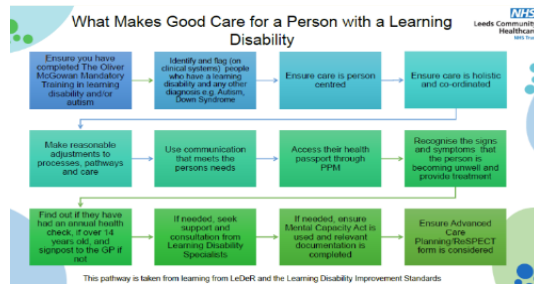 What Makes Good Care for a Person with a Learning
Disability
NHS
Leeds Community
Healthcare
NHS Trust
Ensure you have
completed The Oliver
McGowan Mandatory
Training in learning
disability and/or
autism
Identify and flag (on
clinical systems) people
who have a learning
disability and any other
diagnosis e.g. Autism,
Down Syndrome
Ensure care is person
centred
Ensure care is holistic
and co-ordinated
Make reasonable
adjustments to
processes, pathways
and care
Use communication
that meets the
persons needs
Access their health
passport through
PPM
Recognise the signs
and symptoms that
the person is
becoming unwell and
provide treatment
Find out if they have
had an annual health
check, if over 14
years old, and
signpost to the GP if
not
If needed, seek
support and
consultation from
Learning Disability
Specialists
If needed, ensure
Mental Capacity Act is
used and relevant
documentation is
completed
Ensure Advanced
Care
Planning/ReSPECT
form is considered
This pathway is taken from learning from LeDeR and the Learning Disability Improvement Standards